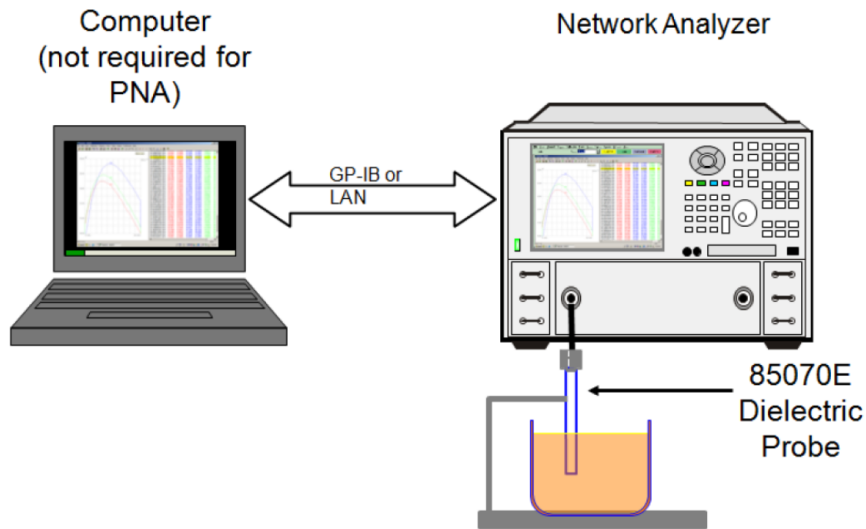 Computer
(not required for
PNA)
Network Analyzer
GP-IB or
LAN
85070E
Dielectric
Probe